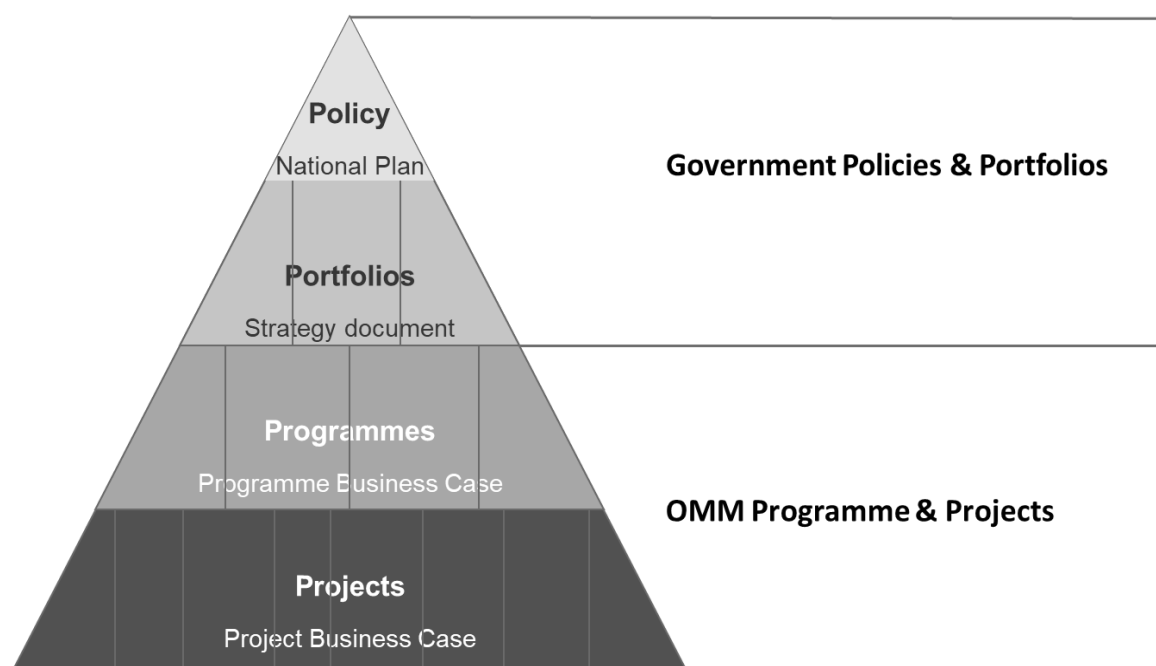 Policy
National Plan
Government Policies & Portfolios
Portfolios
Strategy document
Programmes
Programme Business Case
OMM Programme & Projects
Projects
Project Business Case